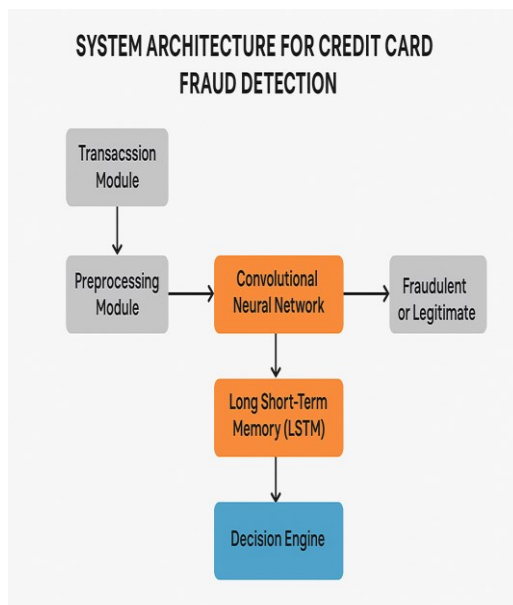 SYSTEM ARCHITECTURE FOR CREDIT CARD
FRAUD DETECTION
Transacssion
Module
Preprocessing
Module
Convolutional
Neural Network
Fraudulent
or Legitimate
Long Short-Term
Memory (LSTM)
Decision Engine